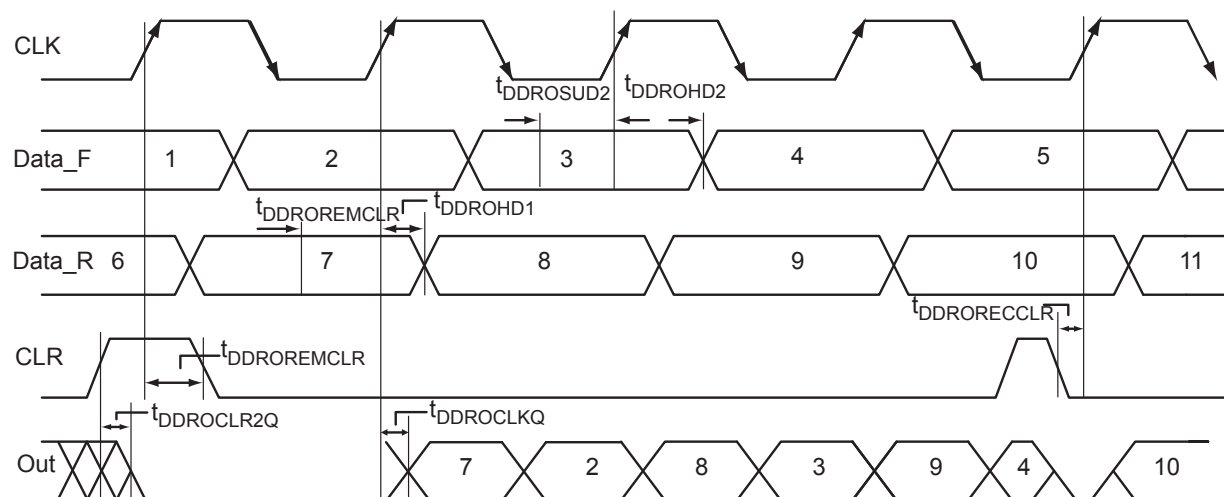 CLK
tDDROSUD2 tDDROHD2
Data_F 1 2 3 4 5
tDDROREMCLR tDDROHD1
Data_R 6 7 8 9 10 11
tDDRORECCLR
CLR
tDDROREMCLR
tDDROCLR2Q tDDROCLKQ
Out 7 2 8 3 9 4 10